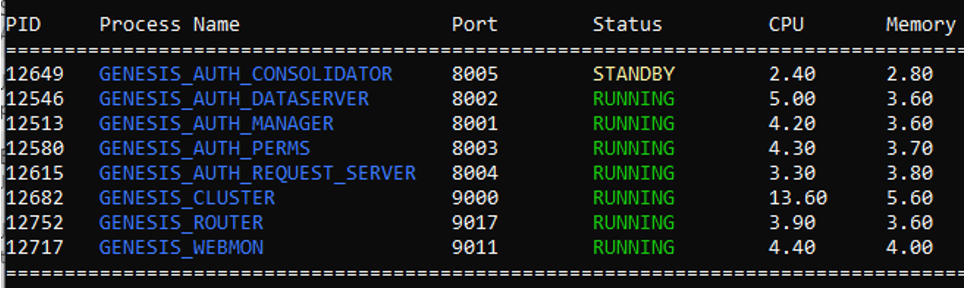 PID Process Name Port Status CPU Memory
==================================================================================
12649 GENESIS_AUTH_CONSOLIDATOR 8005 STANDBY 2.40 2.80
12546 GENESIS_AUTH_DATASERVER 8002 RUNNING 5.00 3.60
12513 GENESIS_AUTH_MANAGER 8001 RUNNING 4.20 3.60
12580 GENESIS_AUTH_PERMS 8003 RUNNING 4.30 3.70
12615 GENESIS_AUTH_REQUEST_SERVER 8004 RUNNING 3.30 3.80
12682 GENESIS_CLUSTER 9000 RUNNING 13.60 5.60
12752 GENESIS_ROUTER 9017 RUNNING 3.90 3.60
12717 GENESIS_WEBMON 9011 RUNNING 4.40 4.00
==================================================================================